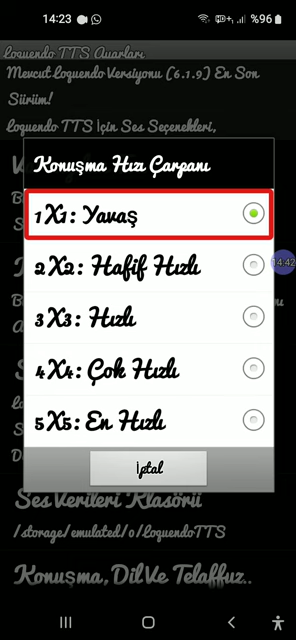 14:23
%96
Loquendo TTS Ayarları
Mevcut Loquendo Versiyonu (6.1.9) En Son
Sürüm!
Loquendo TTS İçin Ses Seçenekleri,
Konuşma Hızı Çarpanı
1 X1: Yavaş
2 X2: Hafif Hızlı
14:42
3 X3: Hızlı
4 X4: Çok Hızlı
5 X5: En Hızlı
İptal
Ses Verileri Klasörü
/storage/emulated/0/LoquendoTTS
Konuşma, Dil Ve Telaffuz..